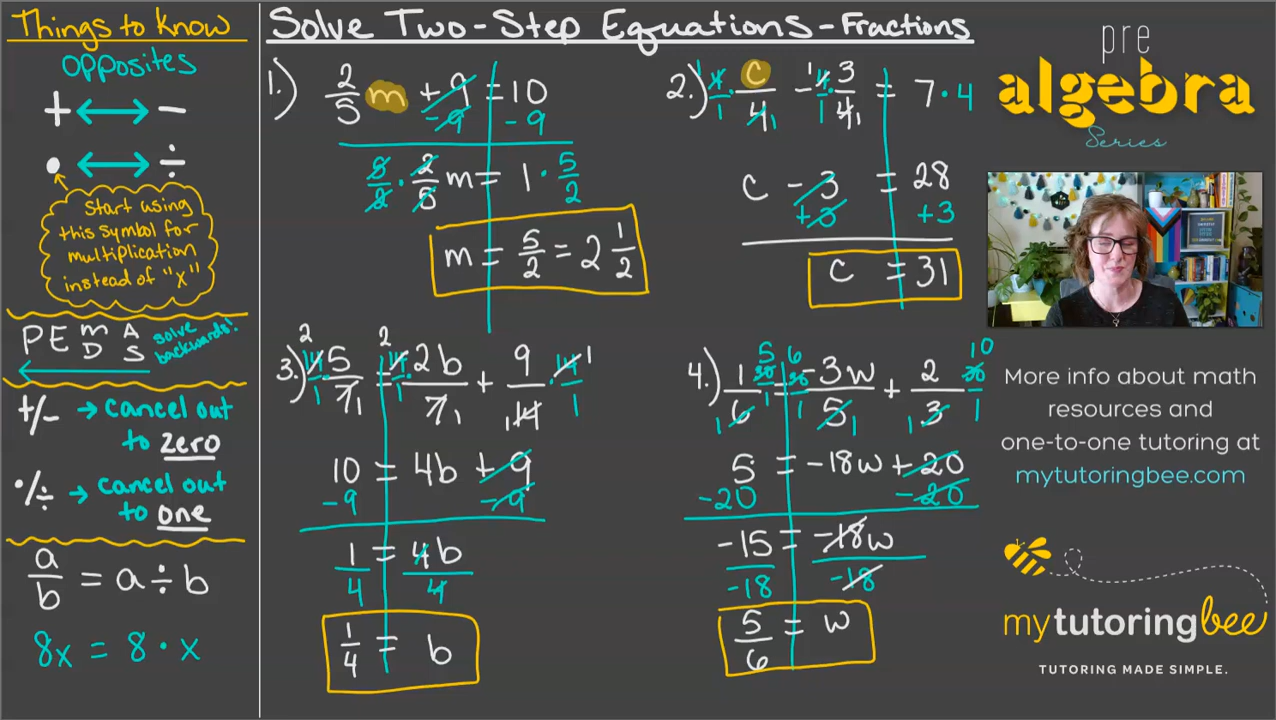 Things to Know
OPPOSITES
+ ⟷ −
• ⟷ ÷
Start using
this symbol for
multiplication
instead of "x"
PE M/D A/S solve backwards!
+/− → cancel out
to zero
•/÷ → cancel out
to one
a/b = a ÷ b
8x = 8 · x
Solve Two-Step Equations - Fractions
1.) 2/5 m + 9 = 10
-9 -9
5/2 · 2/5 m = 1 · 5/2
m = 5/2 = 2 1/2
2.) 4/1 · c/4 - 4/1 · 3/4 = 7 · 4
c - 3 = 28
+3 +3
c = 31
3.) 14/1 · 5/7 = 14/1 · 2b/7 + 9/14 · 14/1
10 = 4b + 9
-9 -9
1/4 = 4b/4
1/4 = b
4.) 1/6 · 30/1 = 30/1 · -3w/5 + 2/3 · 30/1
5 = -18w + 20
-20 -20
-15/-18 = -18w/-18
5/6 = w
pre
algebra
Series
More info about math
resources and
one-to-one tutoring at
mytutoringbee.com
mytutoringbee
TUTORING MADE SIMPLE.